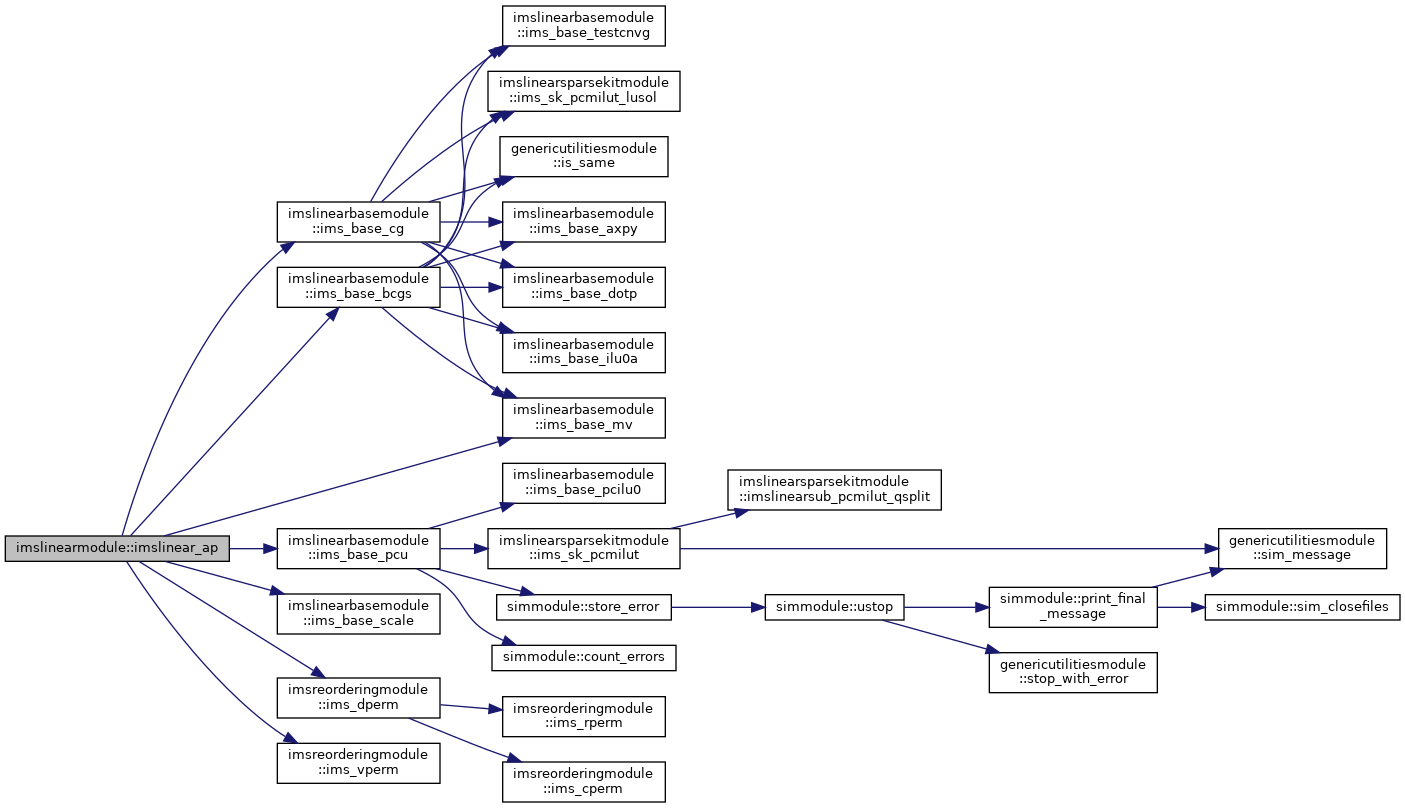 imslinearbasemodule
::ims_base_testcnvg
imslinearsparsekitmodule
::ims_sk_pcmilut_lusol
genericutilitiesmodule
::is_same
imslinearbasemodule
::ims_base_cg
imslinearbasemodule
::ims_base_axpy
imslinearbasemodule
::ims_base_bcgs
imslinearbasemodule
::ims_base_dotp
imslinearbasemodule
::ims_base_ilu0a
imslinearbasemodule
::ims_base_mv
imslinearbasemodule
::ims_base_pcilu0
imslinearsparsekitmodule
::imslinearsub_pcmilut_qsplit
imslinearmodule::imslinear_ap
imslinearbasemodule
::ims_base_pcu
imslinearsparsekitmodule
::ims_sk_pcmilut
genericutilitiesmodule
::sim_message
imslinearbasemodule
::ims_base_scale
simmodule::store_error
simmodule::ustop
simmodule::print_final
_message
simmodule::sim_closefiles
simmodule::count_errors
genericutilitiesmodule
::stop_with_error
imsreorderingmodule
::ims_dperm
imsreorderingmodule
::ims_rperm
imsreorderingmodule
::ims_vperm
imsreorderingmodule
::ims_cperm